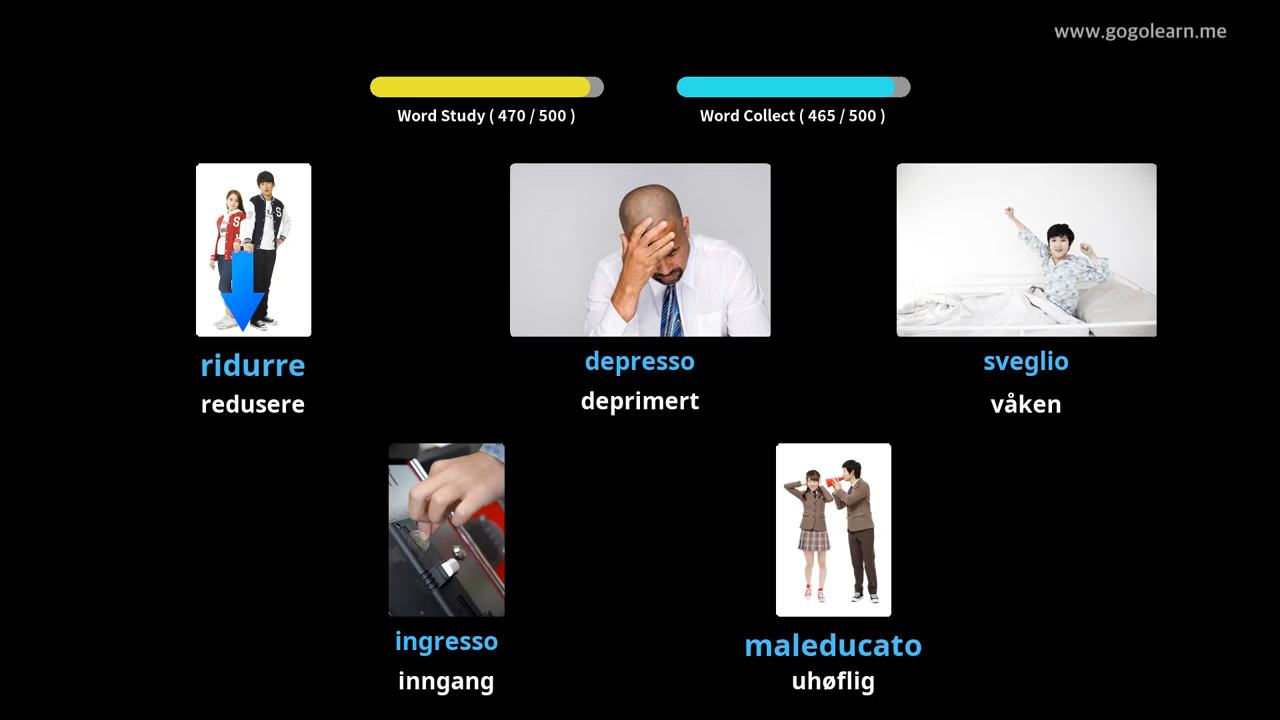 www.gogolearn.me
Word Study ( 470 / 500 )
Word Collect ( 465 / 500 )
ridurre
redusere
depresso
deprimert
sveglio
våken
ingresso
inngang
maleducato
uhøflig